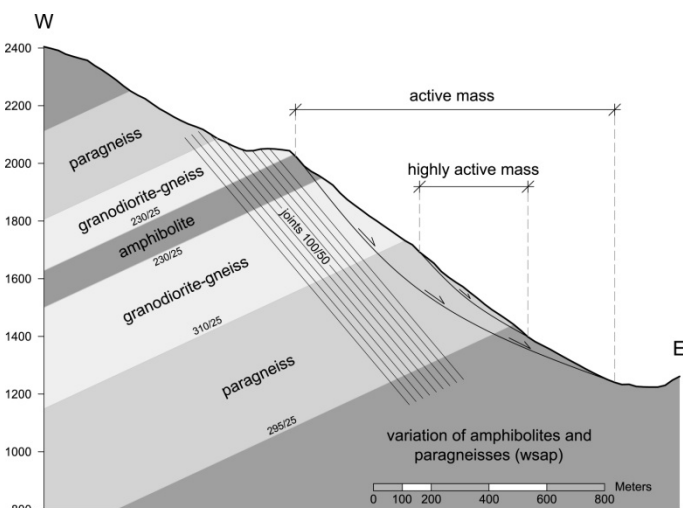 W
2400
2200
2000
1800
1600
1400
1200
1000
800
active mass
highly active mass
paragneiss
granodiorite-gneiss
230/25
amphibolite
230/25
joints 100/50
granodiorite-gneiss
310/25
paragneiss
295/25
E
variation of amphibolites and
paragneisses (wsap)
Meters
0 100 200 400 600 800